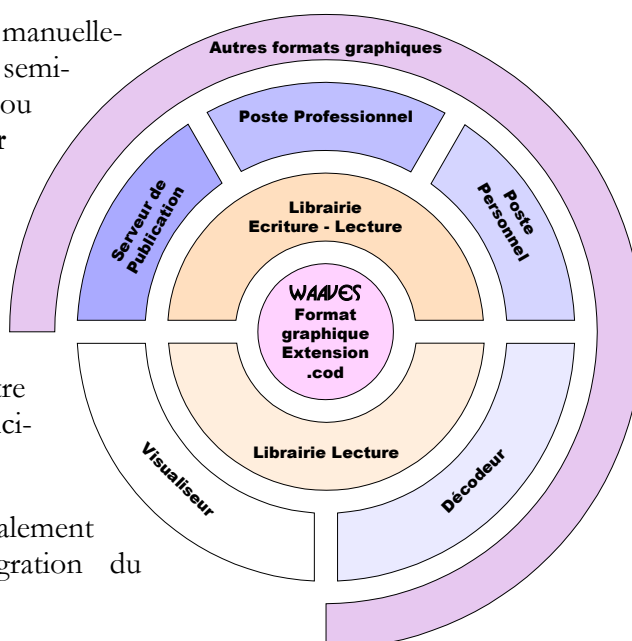 manuelle-
semi-
ou
r
tre
ci-
alement
gration du
Autres formats graphiques
Poste Professionnel
Serveur de
Publication
Poste
Personnel
Librairie
Ecriture - Lecture
WAAVES
Format
graphique
Extension
.cod
Librairie Lecture
Visualiseur
Décodeur